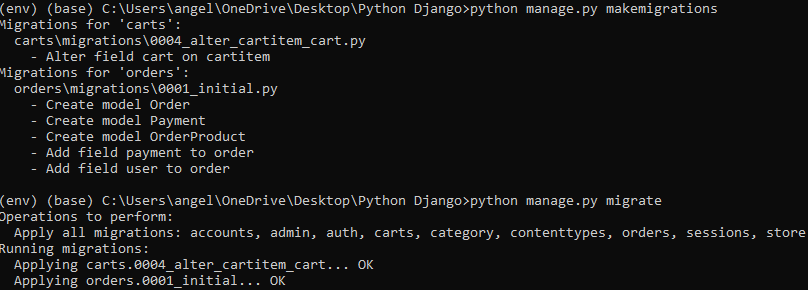 (env) (base) C:\Users\angel\OneDrive\Desktop\Python Django>python manage.py makemigrations
Migrations for 'carts':
  carts\migrations\0004_alter_cartitem_cart.py
    - Alter field cart on cartitem
Migrations for 'orders':
  orders\migrations\0001_initial.py
    - Create model Order
    - Create model Payment
    - Create model OrderProduct
    - Add field payment to order
    - Add field user to order
(env) (base) C:\Users\angel\OneDrive\Desktop\Python Django>python manage.py migrate
Operations to perform:
  Apply all migrations: accounts, admin, auth, carts, category, contenttypes, orders, sessions, store
Running migrations:
  Applying carts.0004_alter_cartitem_cart... OK
  Applying orders.0001_initial... OK